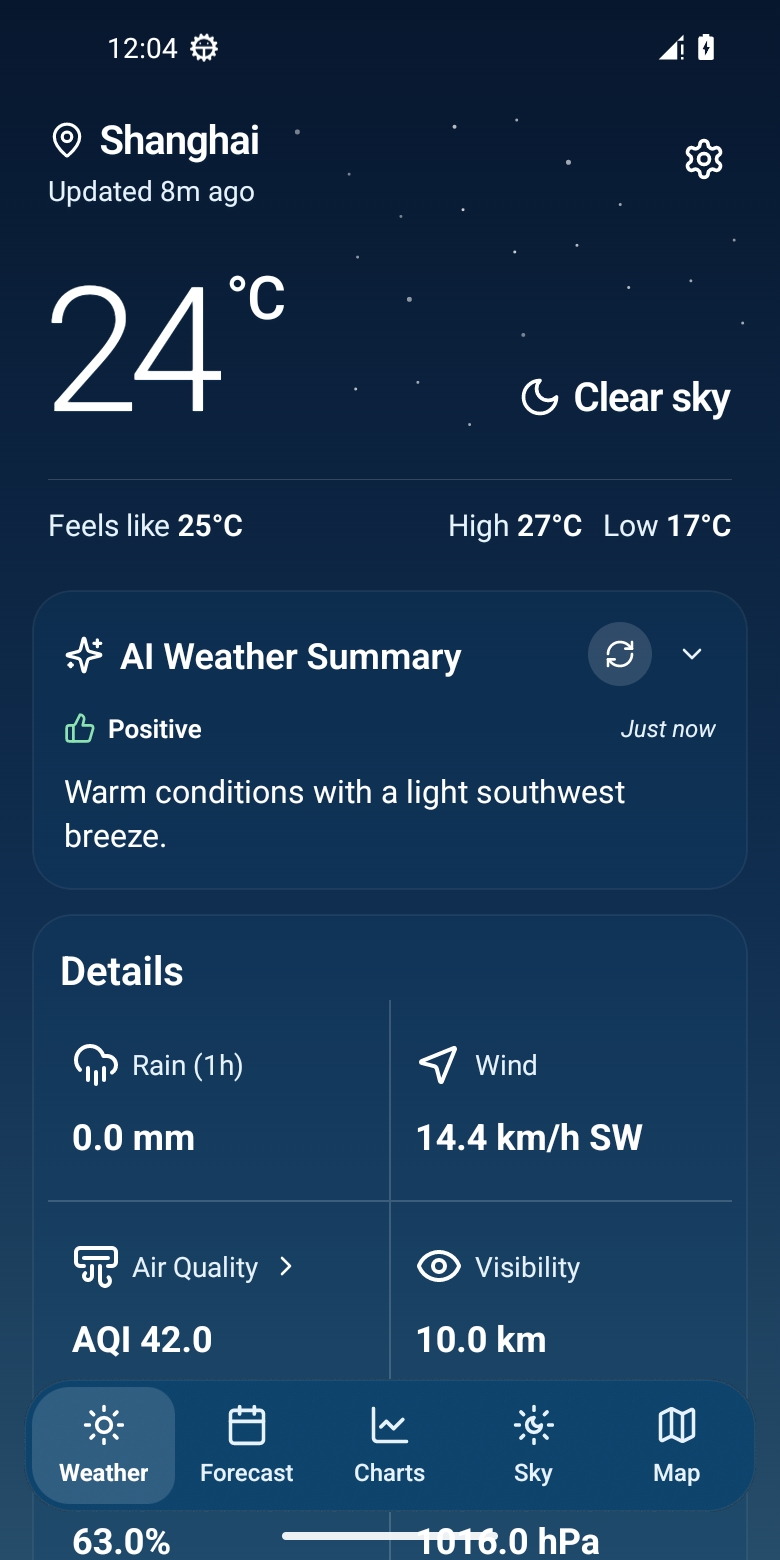 12:04
Shanghai
Updated 8m ago
24°C
Clear sky
Feels like 25°C
High 27°C Low 17°C
AI Weather Summary
Positive
Just now
Warm conditions with a light southwest
breeze.
Details
Rain (1h)
0.0 mm
Wind
14.4 km/h SW
Air Quality
AQI 42.0
Visibility
10.0 km
Weather
Forecast
Charts
Sky
Map
63.0%
1016.0 hPa